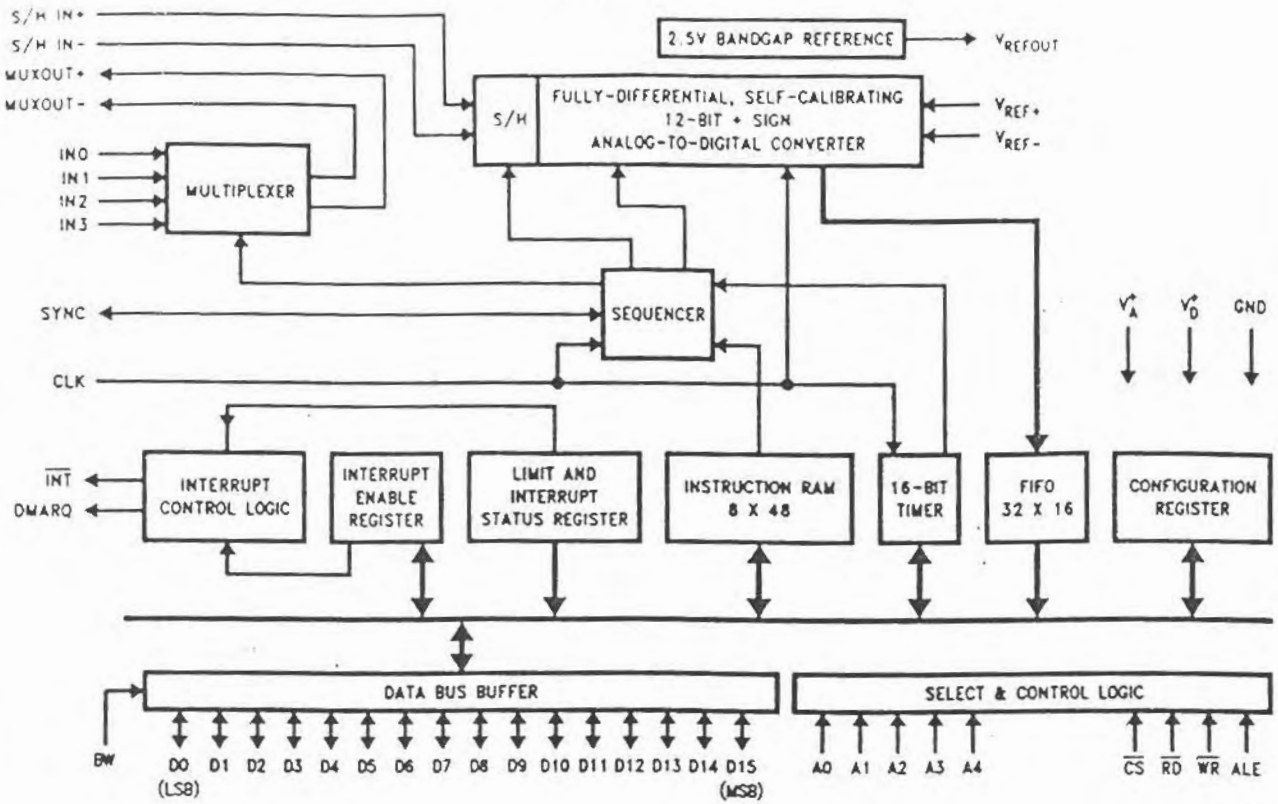 S/H IN+
S/H IN-
MUXOUT+
MUXOUT-
2.5V BANDGAP REFERENCE
VREFOUT
S/H
FULLY-DIFFERENTIAL, SELF-CALIBRATING
12-BIT + SIGN
ANALOG-TO-DIGITAL CONVERTER
VREF+
VREF-
IN0
IN1
IN2
IN3
MULTIPLEXER
SYNC
SEQUENCER
VA+
VD+
GND
CLK
INT
DMARQ
INTERRUPT
CONTROL LOGIC
INTERRUPT
ENABLE
REGISTER
LIMIT AND
INTERRUPT
STATUS REGISTER
INSTRUCTION RAM
8 X 48
16-BIT
TIMER
FIFO
32 X 16
CONFIGURATION
REGISTER
DATA BUS BUFFER
SELECT & CONTROL LOGIC
BW
D0 D1 D2 D3 D4 D5 D6 D7 D8 D9 D10 D11 D12 D13 D14 D15
(LSB) (MSB)
A0 A1 A2 A3 A4
CS RD WR ALE